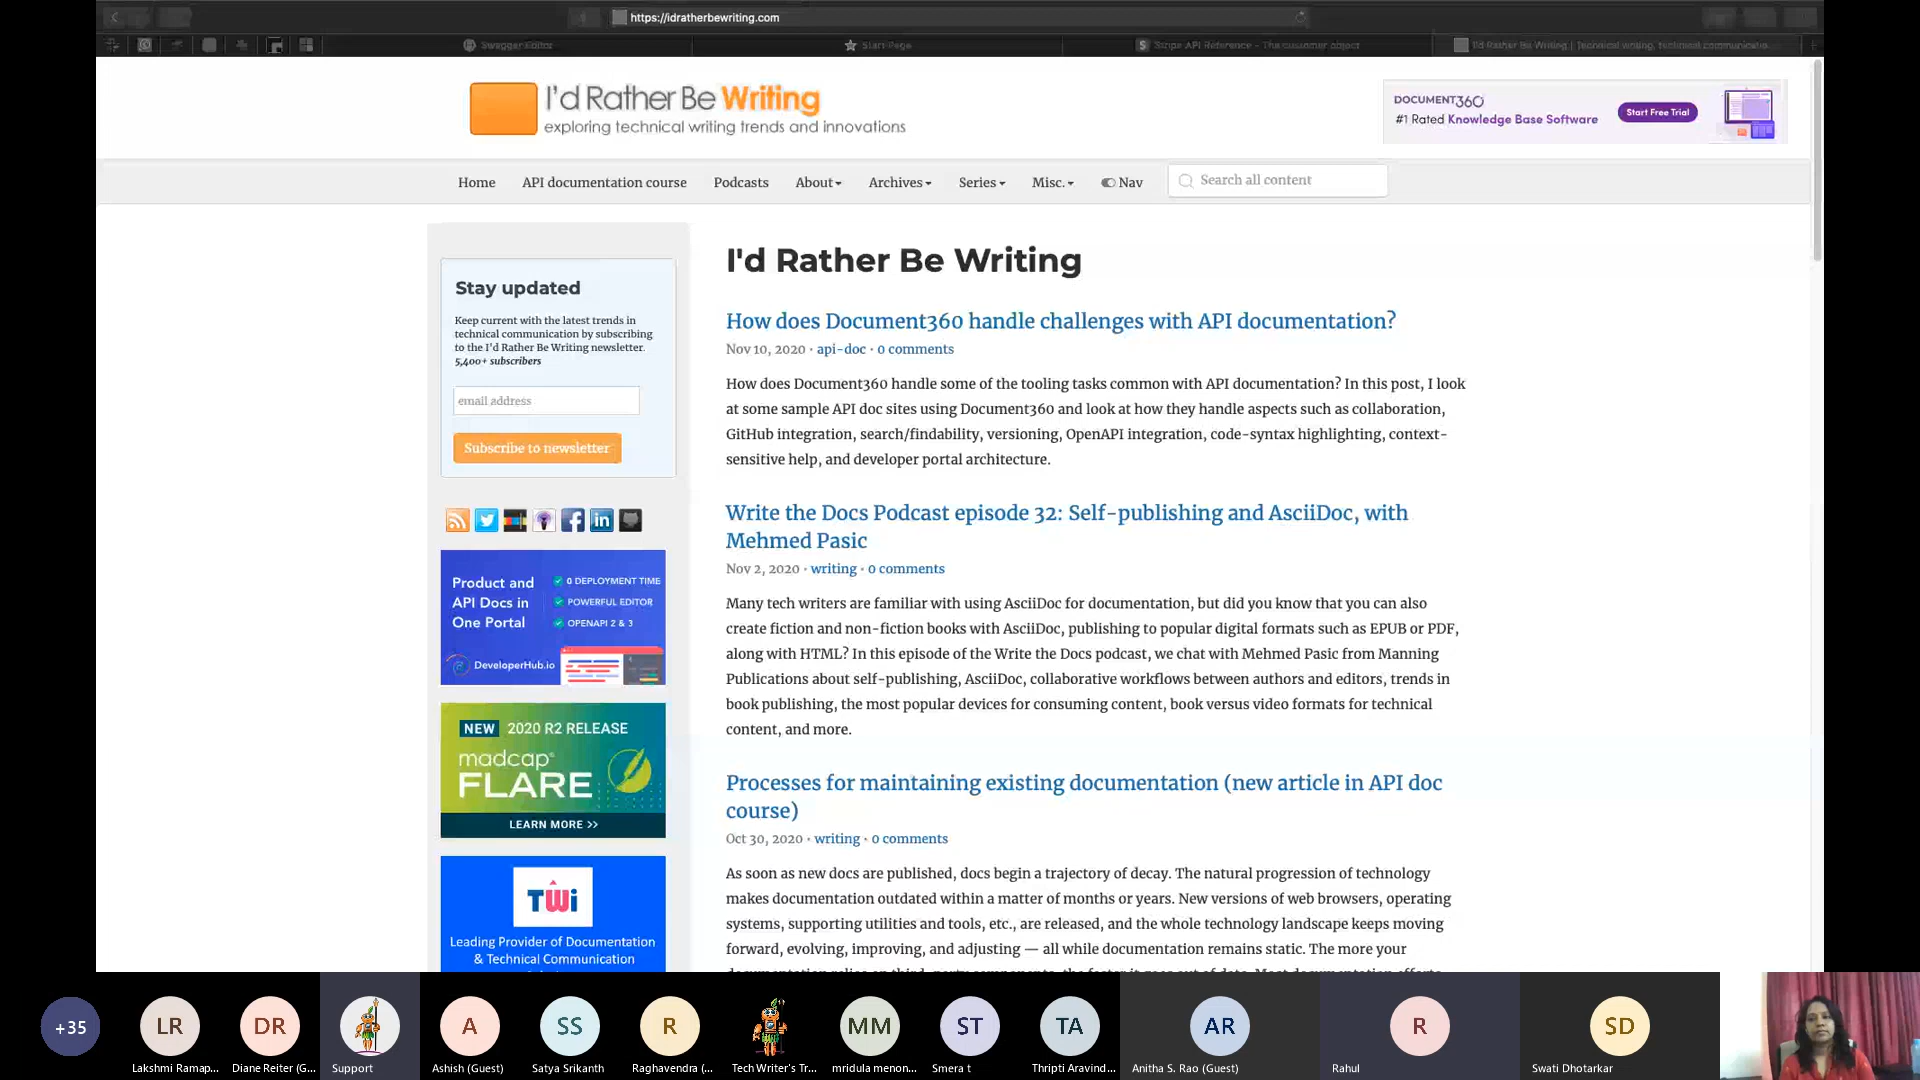 https://idratherbewriting.com
Swagger Editor
Start Page
Stripe API Reference – The customer object
I'd Rather Be Writing | Technical writing, technical communicatio...
I'd Rather Be Writing
exploring technical writing trends and innovations
DOCUMENT360
#1 Rated Knowledge Base Software
Start Free Trial
Home
API documentation course
Podcasts
About
Archives
Series
Misc.
Nav
Search all content
Stay updated
Keep current with the latest trends in
technical communication by subscribing
to the I'd Rather Be Writing newsletter.
5,400+ subscribers
email address
Subscribe to newsletter
Product and
API Docs in
One Portal
0 DEPLOYMENT TIME
POWERFUL EDITOR
OPENAPI 2 & 3
DeveloperHub.io
NEW 2020 R2 RELEASE
madcap
FLARE
LEARN MORE >>
TWi
Leading Provider of Documentation
& Technical Communication
I'd Rather Be Writing
How does Document360 handle challenges with API documentation?
Nov 10, 2020 · api-doc · 0 comments
How does Document360 handle some of the tooling tasks common with API documentation? In this post, I look
at some sample API doc sites using Document360 and look at how they handle aspects such as collaboration,
GitHub integration, search/findability, versioning, OpenAPI integration, code-syntax highlighting, context-
sensitive help, and developer portal architecture.
Write the Docs Podcast episode 32: Self-publishing and AsciiDoc, with
Mehmed Pasic
Nov 2, 2020 · writing · 0 comments
Many tech writers are familiar with using AsciiDoc for documentation, but did you know that you can also
create fiction and non-fiction books with AsciiDoc, publishing to popular digital formats such as EPUB or PDF,
along with HTML? In this episode of the Write the Docs podcast, we chat with Mehmed Pasic from Manning
Publications about self-publishing, AsciiDoc, collaborative workflows between authors and editors, trends in
book publishing, the most popular devices for consuming content, book versus video formats for technical
content, and more.
Processes for maintaining existing documentation (new article in API doc
course)
Oct 30, 2020 · writing · 0 comments
As soon as new docs are published, docs begin a trajectory of decay. The natural progression of technology
makes documentation outdated within a matter of months or years. New versions of web browsers, operating
systems, supporting utilities and tools, etc., are released, and the whole technology landscape keeps moving
forward, evolving, improving, and adjusting — all while documentation remains static. The more your
+35
LR
DR
A
SS
R
MM
ST
TA
AR
R
SD
Lakshmi Ramap...
Diane Reiter (G...
Support
Ashish (Guest)
Satya Srikanth
Raghavendra (...
Tech Writer's Tr...
mridula menon...
Smera t
Thripti Aravind...
Anitha S. Rao (Guest)
Rahul
Swati Dhotarkar